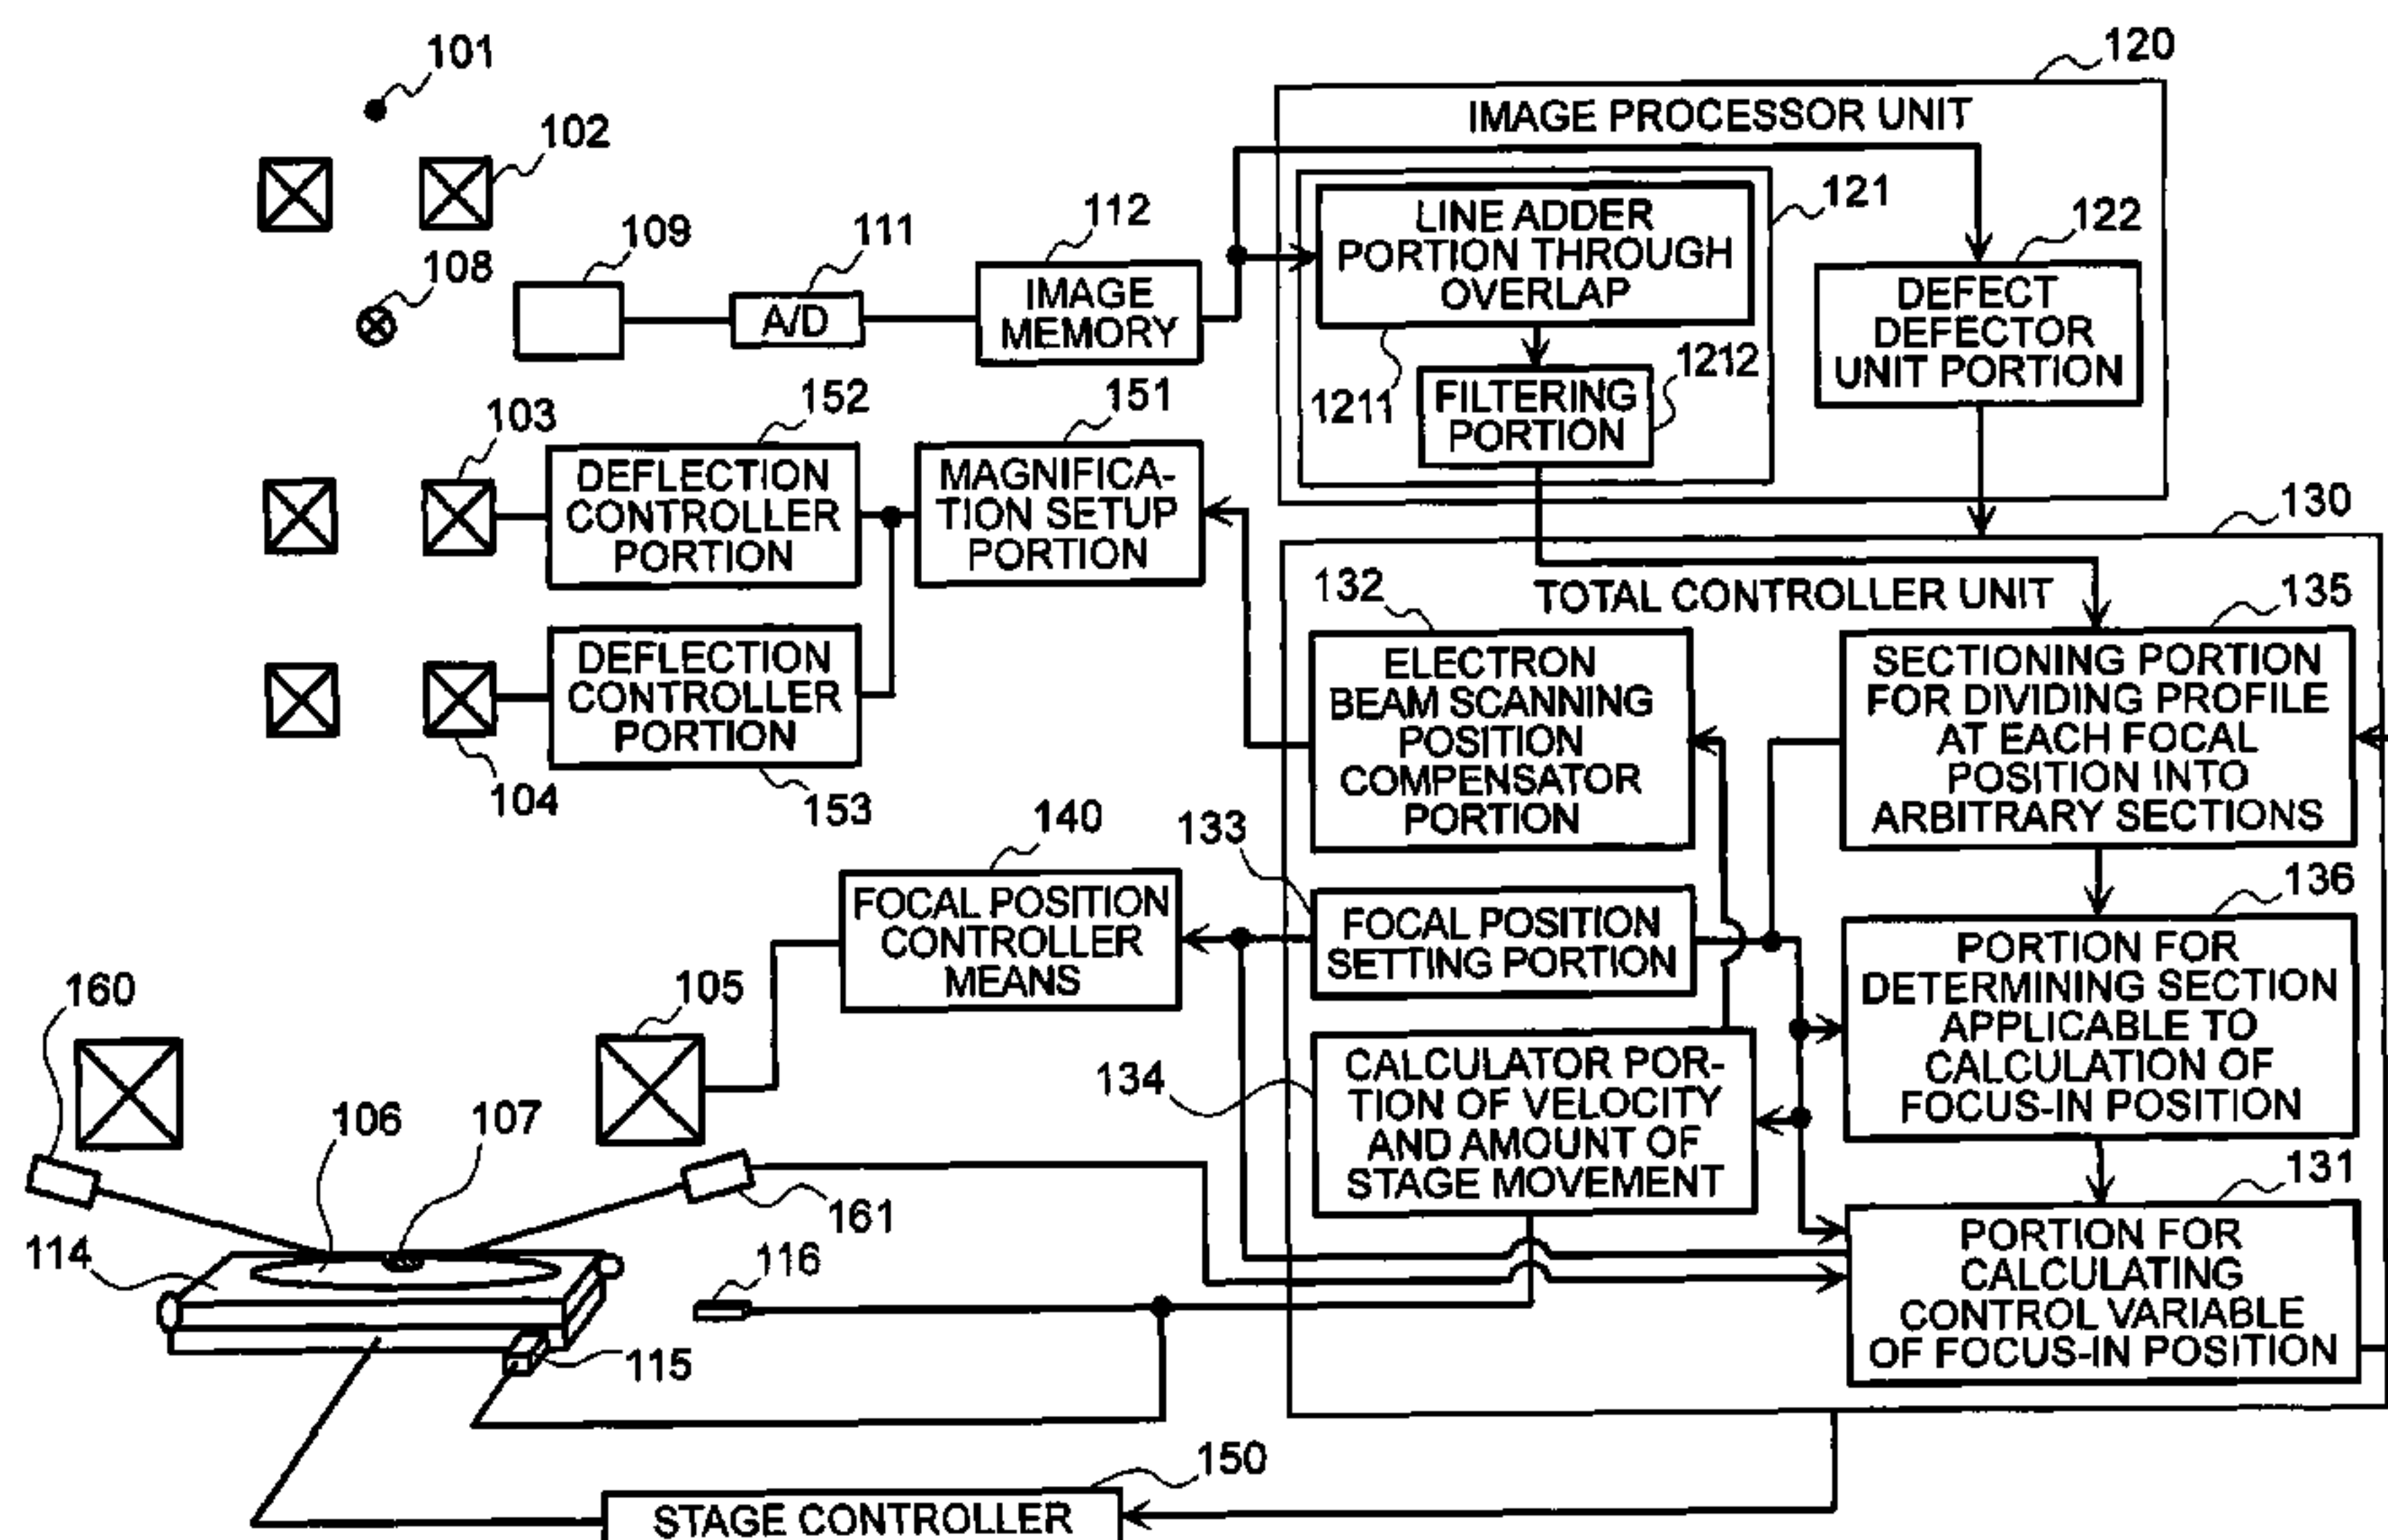 101
102
120
IMAGE PROCESSOR UNIT
108
109
111
A/D
112
IMAGE
MEMORY
LINE ADDER
PORTION THROUGH
OVERLAP
121
1211
FILTERING
PORTION
1212
122
DEFECT
DEFECTOR
UNIT PORTION
103
152
DEFLECTION
CONTROLLER
PORTION
151
MAGNIFICA-
TION SETUP
PORTION
104
DEFLECTION
CONTROLLER
PORTION
153
130
TOTAL CONTROLLER UNIT
132
ELECTRON
BEAM SCANNING
POSITION
COMPENSATOR
PORTION
135
SECTIONING PORTION
FOR DIVIDING PROFILE
AT EACH FOCAL
POSITION INTO
ARBITRARY SECTIONS
140
FOCAL POSITION
CONTROLLER
MEANS
133
FOCAL POSITION
SETTING PORTION
136
PORTION FOR
DETERMINING SECTION
APPLICABLE TO
CALCULATION OF
FOCUS-IN POSITION
160
105
134
CALCULATOR POR-
TION OF VELOCITY
AND AMOUNT OF
STAGE MOVEMENT
106
107
161
114
116
115
131
PORTION FOR
CALCULATING
CONTROL VARIABLE
OF FOCUS-IN POSITION
150
STAGE CONTROLLER